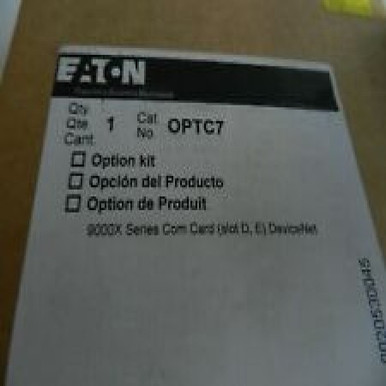 EATON
Qty
Qte 1 Cat OPTC7
Cant No
Option kit
Opción del Producto
Option de Produit
9000X Series Com Card (slot D, E) DeviceNet